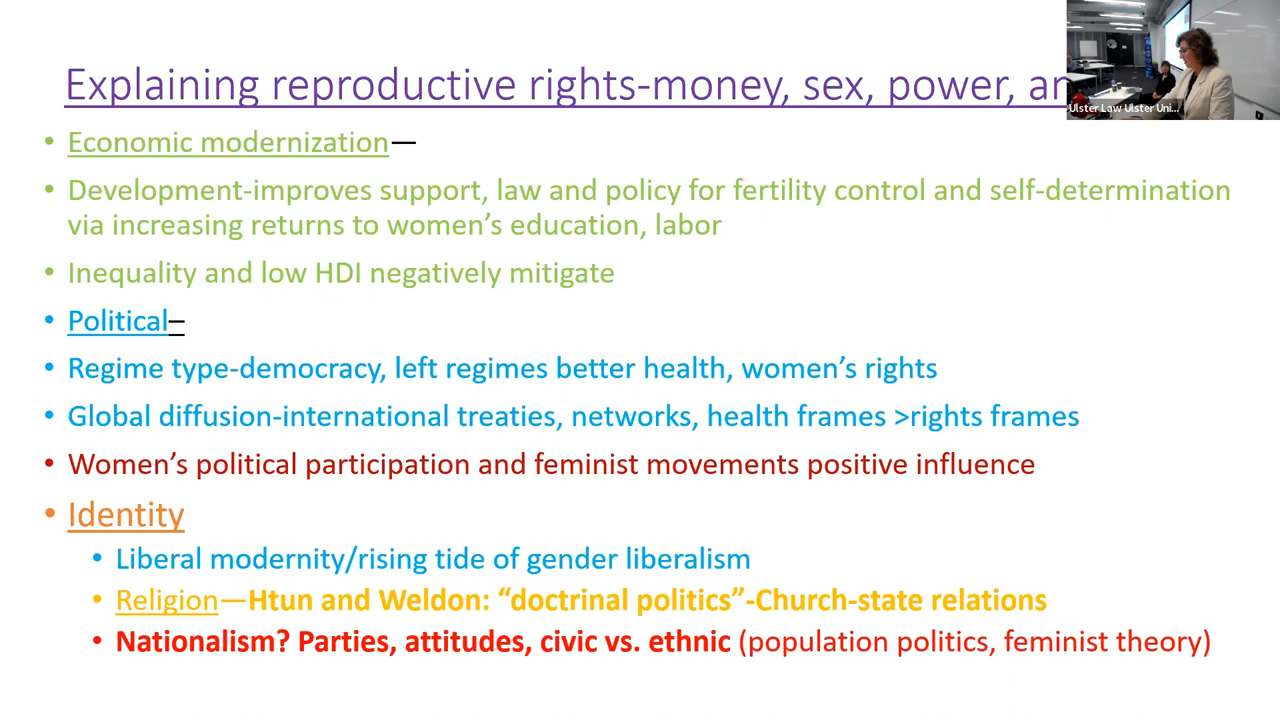 Explaining reproductive rights-money, sex, power, an
Ulster Law Ulster Uni...
• Economic modernization—
• Development-improves support, law and policy for fertility control and self-determination
via increasing returns to women’s education, labor
• Inequality and low HDI negatively mitigate
• Political–
• Regime type-democracy, left regimes better health, women’s rights
• Global diffusion-international treaties, networks, health frames >rights frames
• Women’s political participation and feminist movements positive influence
• Identity
• Liberal modernity/rising tide of gender liberalism
• Religion—Htun and Weldon: “doctrinal politics”-Church-state relations
• Nationalism? Parties, attitudes, civic vs. ethnic (population politics, feminist theory)